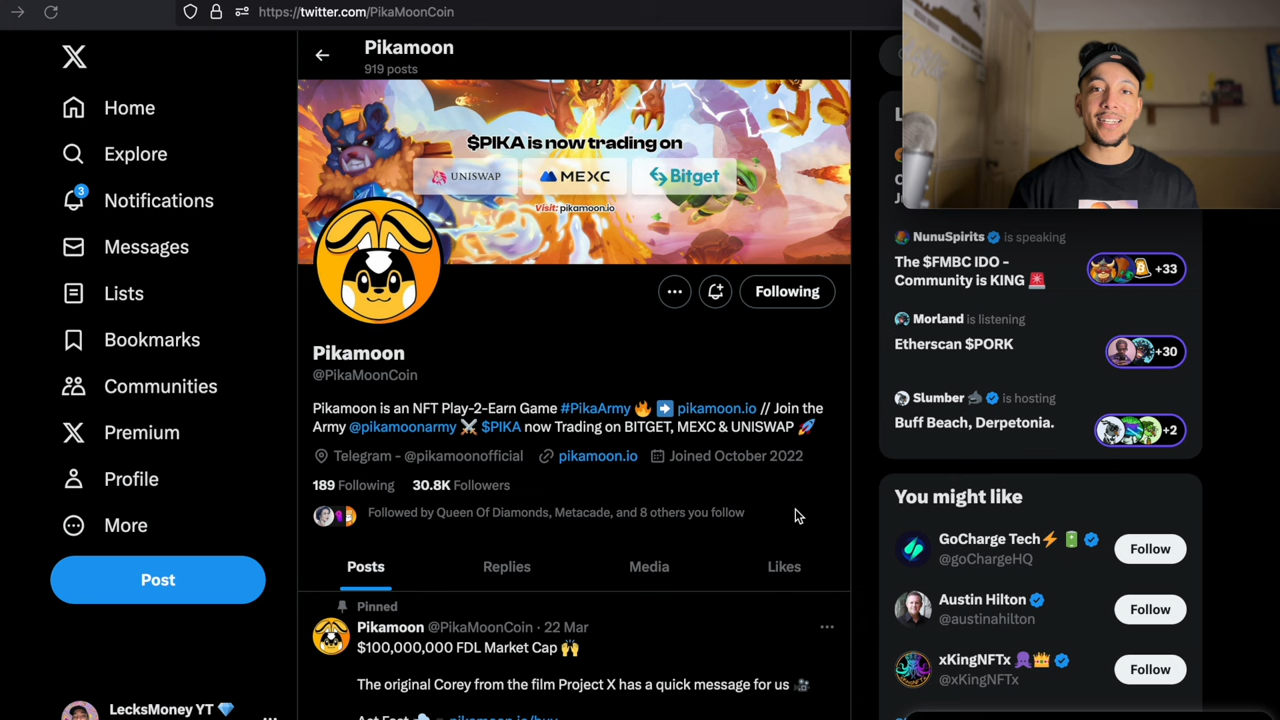 https://twitter.com/PikaMoonCoin
Pikamoon
919 posts
Home
Explore
3
Notifications
Messages
Lists
Bookmarks
Communities
Premium
Profile
More
Post
LecksMoney YT 💎
$PIKA is now trading on
UNISWAP
MEXC
Bitget
Visit: pikamoon.io
Following
Pikamoon
@PikaMoonCoin
Pikamoon is an NFT Play-2-Earn Game #PikaArmy 🔥 ➡️ pikamoon.io // Join the
Army @pikamoonarmy ⚔️ $PIKA now Trading on BITGET, MEXC & UNISWAP 🚀
Telegram - @pikamoonofficial pikamoon.io Joined October 2022
189 Following 30.8K Followers
Followed by Queen Of Diamonds, Metacade, and 8 others you follow
Posts Replies Media Likes
Pinned
Pikamoon @PikaMoonCoin · 22 Mar
$100,000,000 FDL Market Cap 🙌
The original Corey from the film Project X has a quick message for us 🎥
NunuSpirits is speaking
The $FMBC IDO -
Community is KING 🚨
+33
Morland is listening
Etherscan $PORK
+30
Slumber is hosting
Buff Beach, Derpetonia.
+2
You might like
GoCharge Tech⚡🔋
@goChargeHQ
Follow
Austin Hilton
@austinahilton
Follow
xKingNFTx 🐙👑
@xKingNFTx
Follow